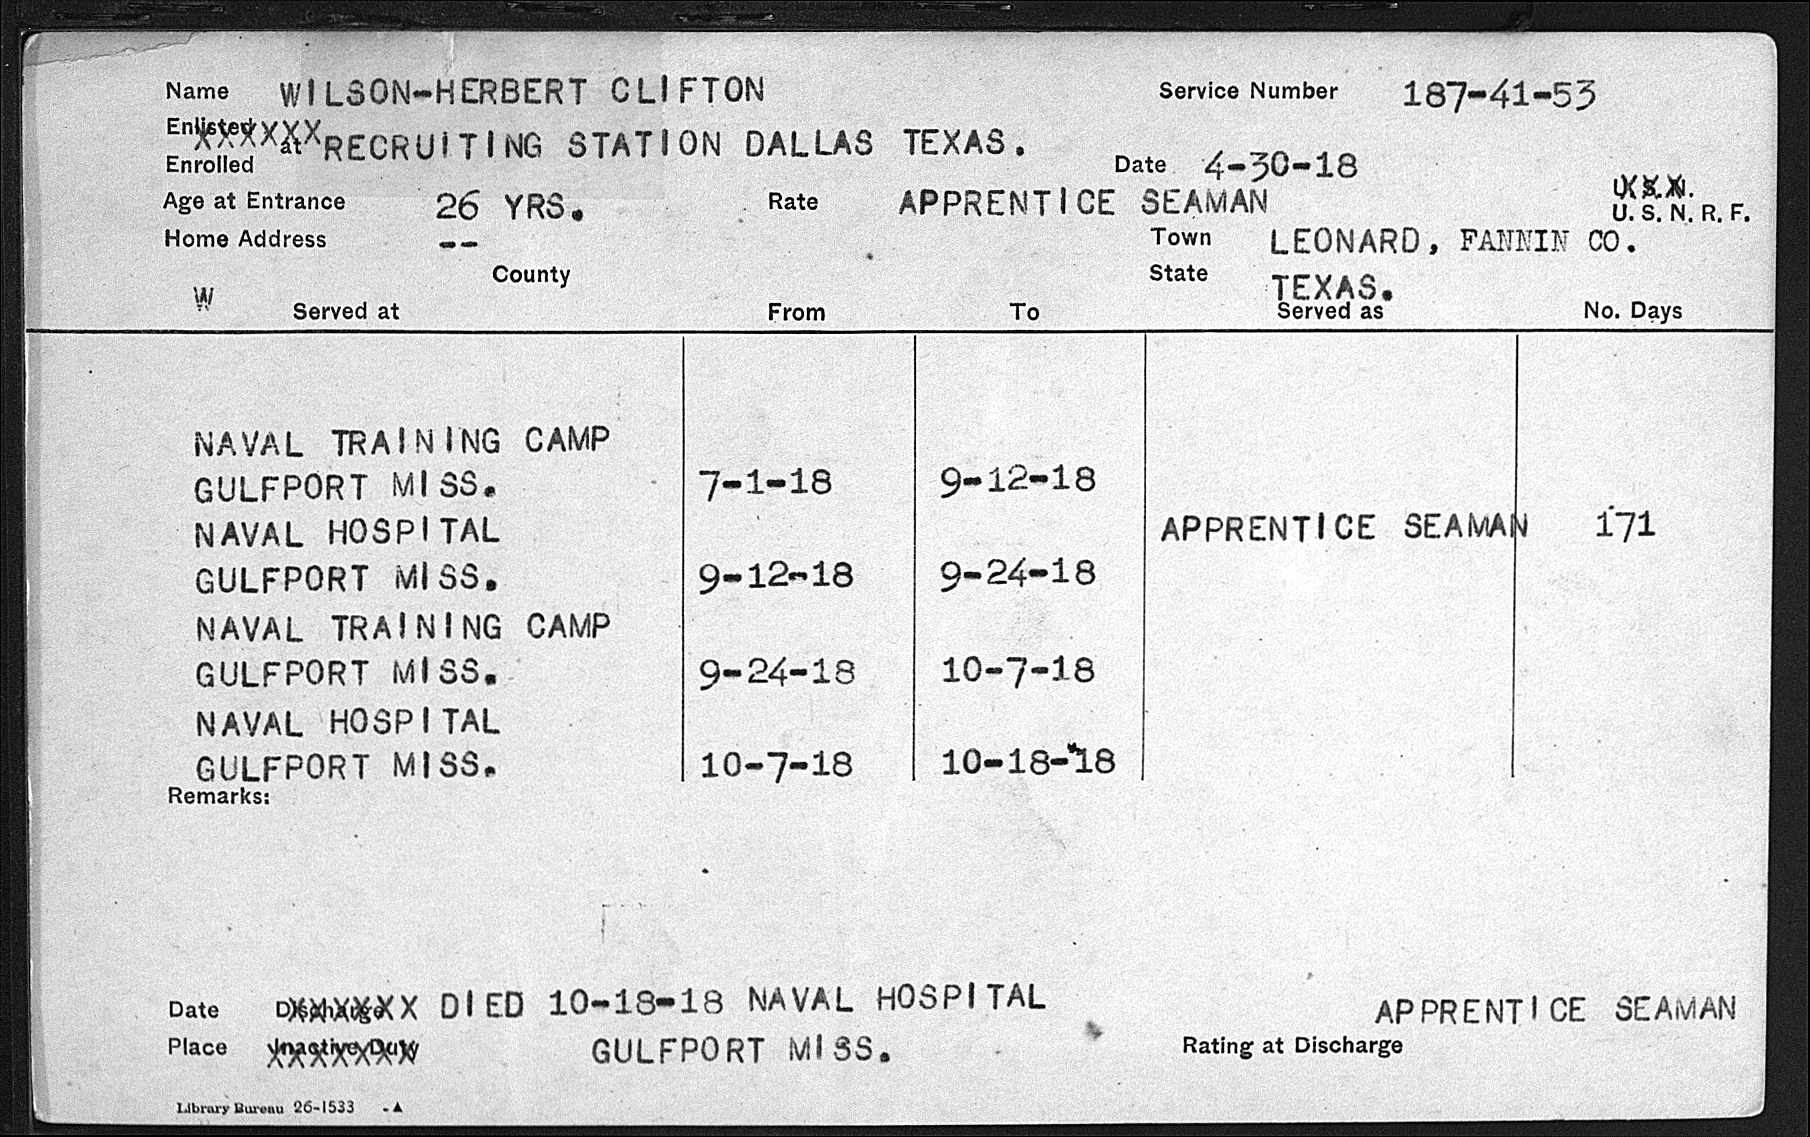 Name WILSON-HERBERT CLIFTON Service Number 187-41-53
Enlisted XXXXXX
at RECRUITING STATION DALLAS TEXAS.
Enrolled Date 4-30-18
U.S.N.
Age at Entrance 26 YRS. Rate APPRENTICE SEAMAN U. S. N. R. F.
Home Address -- Town LEONARD, FANNIN CO.
County State TEXAS.
W
Served at From To Served as No. Days
NAVAL TRAINING CAMP
GULFPORT MISS. 7-1-18 9-12-18
NAVAL HOSPITAL APPRENTICE SEAMAN 171
GULFPORT MISS. 9-12-18 9-24-18
NAVAL TRAINING CAMP
GULFPORT MISS. 9-24-18 10-7-18
NAVAL HOSPITAL
GULFPORT MISS. 10-7-18 10-18-18
Remarks:
Date Discharge XXXXXXX DIED 10-18-18 NAVAL HOSPITAL APPRENTICE SEAMAN
Place Inactive Duty XXXXXXX GULFPORT MISS. Rating at Discharge
Library Bureau 26-1533 -▲